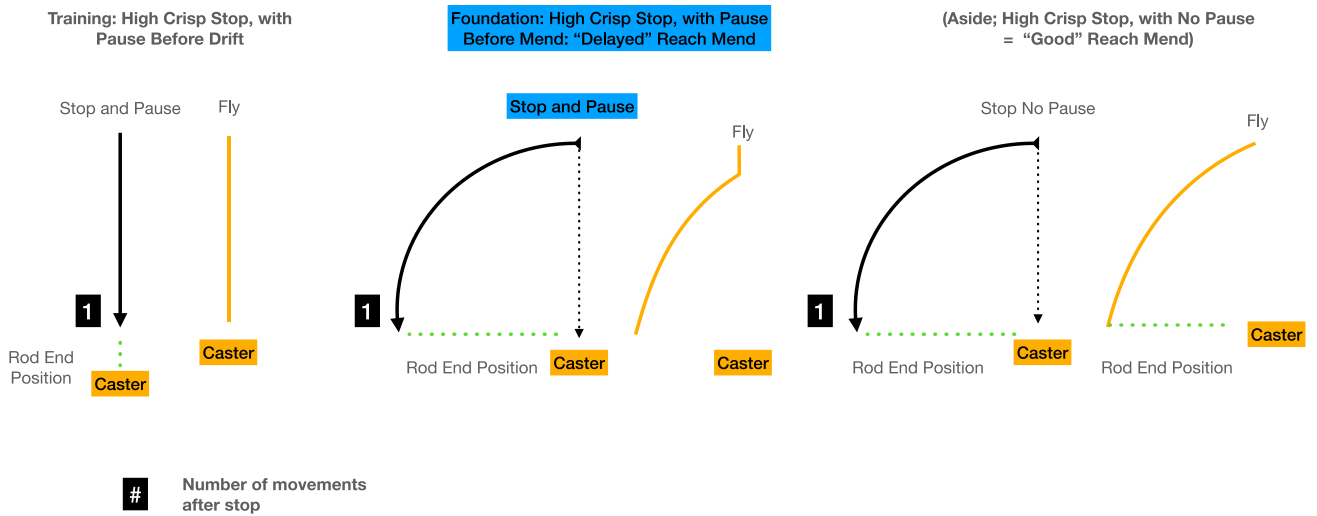 Training: High Crisp Stop, with
Pause Before Drift
Stop and Pause
Fly
1
Rod End
Position
Caster
Caster
Foundation: High Crisp Stop, with Pause
Before Mend: “Delayed” Reach Mend
Stop and Pause
Fly
1
Rod End Position
Caster
Caster
(Aside; High Crisp Stop, with No Pause
= “Good” Reach Mend)
Stop No Pause
Fly
1
Rod End Position
Caster
Caster
Rod End Position
#
Number of movements
after stop